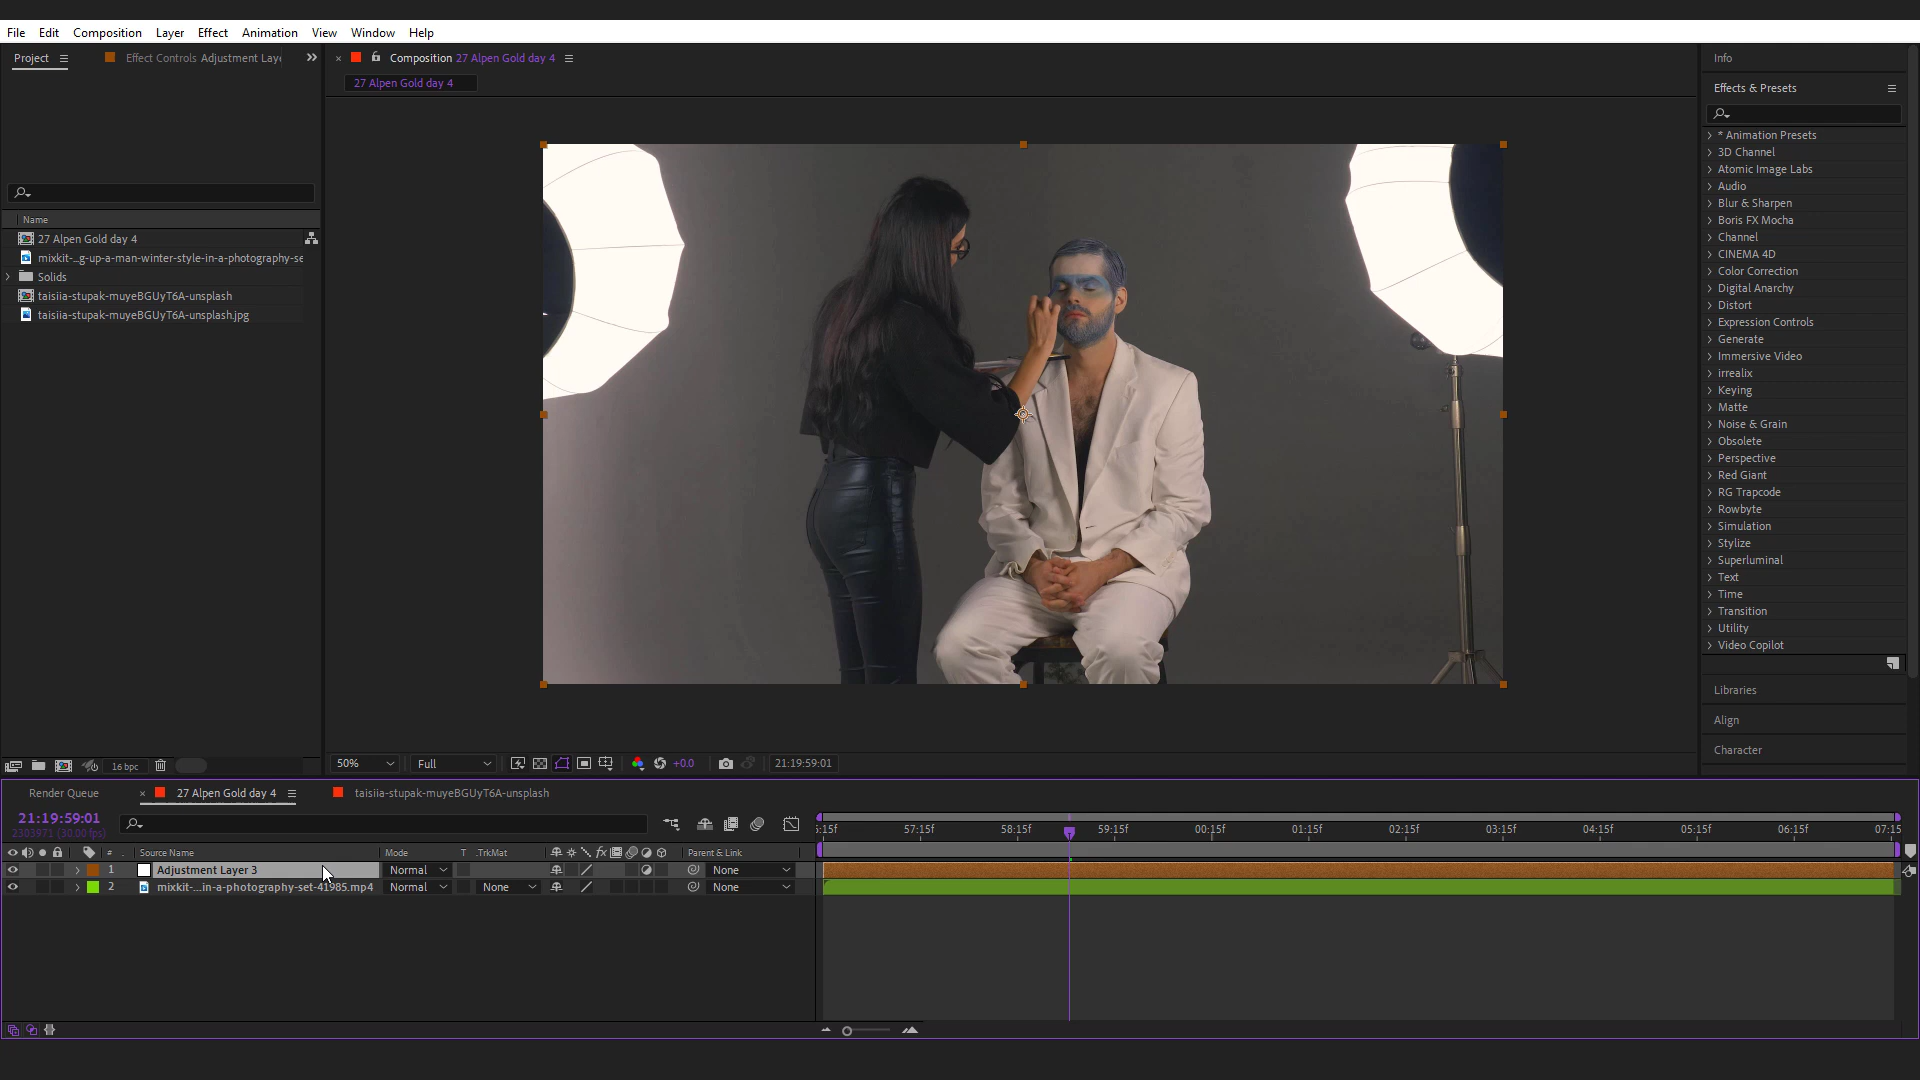 File Edit Composition Layer Effect Animation View Window Help
Project
Effect Controls Adjustment Laye
Composition 27 Alpen Gold day 4
27 Alpen Gold day 4
Name
27 Alpen Gold day 4
mixkit-...g-up-a-man-winter-style-in-a-photography-se
Solids
taisiia-stupak-muyeBGUyT6A-unsplash
taisiia-stupak-muyeBGUyT6A-unsplash.jpg
16 bpc
50%
Full
+0.0
21:19:59:01
Info
Effects & Presets
* Animation Presets
3D Channel
Atomic Image Labs
Audio
Blur & Sharpen
Boris FX Mocha
Channel
CINEMA 4D
Color Correction
Digital Anarchy
Distort
Expression Controls
Generate
Immersive Video
irrealix
Keying
Matte
Noise & Grain
Obsolete
Perspective
Red Giant
RG Trapcode
Rowbyte
Simulation
Stylize
Superluminal
Text
Time
Transition
Utility
Video Copilot
Libraries
Align
Character
Render Queue
27 Alpen Gold day 4
taisiia-stupak-muyeBGUyT6A-unsplash
21:19:59:01
2303971 (30.00 fps)
5:15f 57:15f 58:15f 59:15f 00:15f 01:15f 02:15f 03:15f 04:15f 05:15f 06:15f 07:15
# . Source Name Mode T .TrkMat Parent & Link
1 Adjustment Layer 3 Normal None
2 mixkit-...in-a-photography-set-41985.mp4 Normal None None